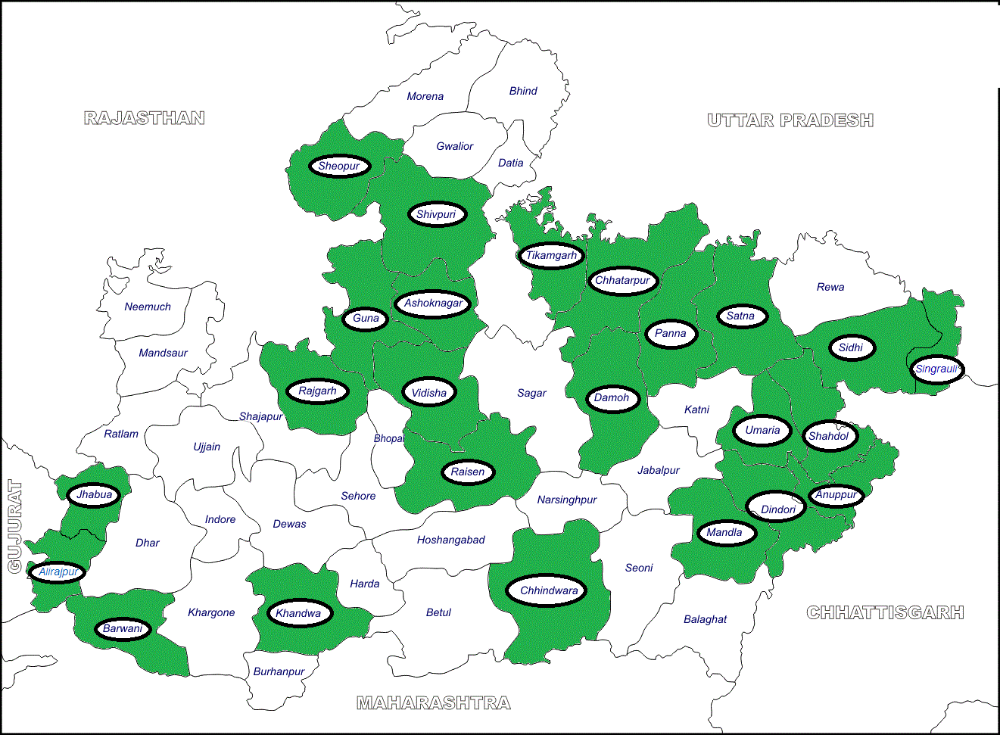 Morena
Bhind
RAJASTHAN
UTTAR PRADESH
Gwalior
Datia
Sheopur
Shivpuri
Tikamgarh
Chhatarpur
Rewa
Neemuch
Ashoknagar
Guna
Satna
Panna
Sidhi
Mandsaur
Singrauli
Rajgarh
Vidisha
Sagar
Damoh
Katni
Shajapur
Ratlam
Ujjain
Bhopal
Umaria
Shahdol
Raisen
Jabalpur
Jhabua
Sehore
Narsinghpur
Anuppur
Dindori
GUJURAT
Indore
Dewas
Mandla
Dhar
Hoshangabad
Alirajpur
Seoni
Harda
Chhindwara
Khargone
Khandwa
Betul
CHHATTISGARH
Balaghat
Barwani
Burhanpur
MAHARASHTRA